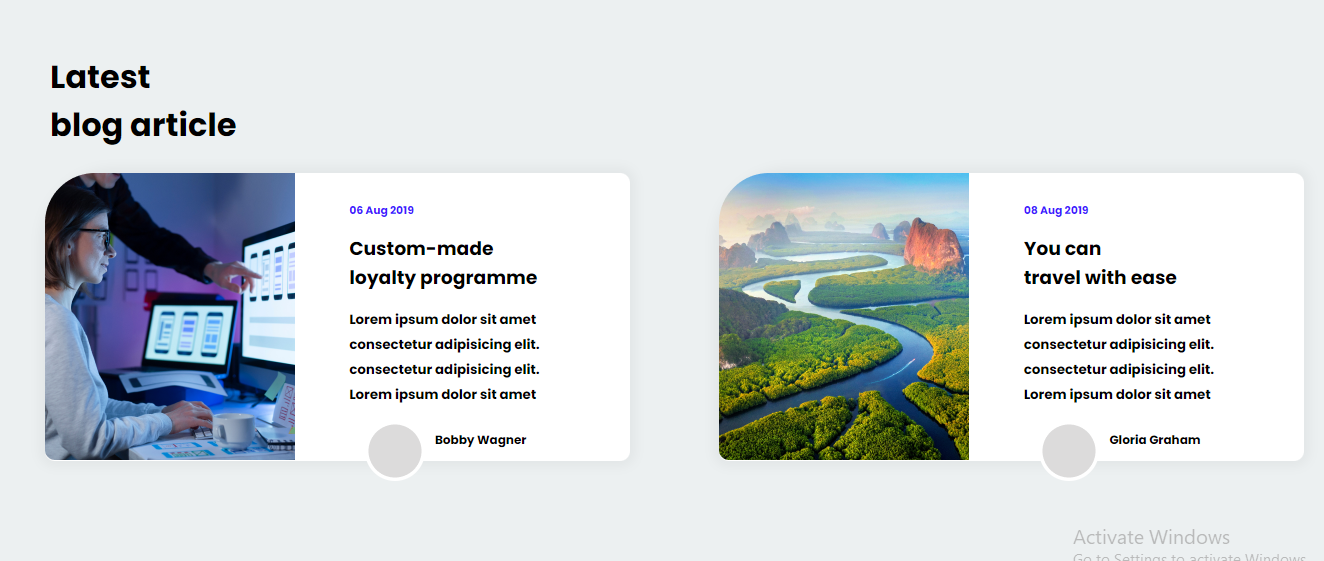 Latest
blog article
06 Aug 2019
Custom-made
loyalty programme
Lorem ipsum dolor sit amet
consectetur adipisicing elit.
consectetur adipisicing elit.
Lorem ipsum dolor sit amet
Bobby Wagner
08 Aug 2019
You can
travel with ease
Lorem ipsum dolor sit amet
consectetur adipisicing elit.
consectetur adipisicing elit.
Lorem ipsum dolor sit amet
Gloria Graham
Activate Windows
Go to Settings to activate Windows